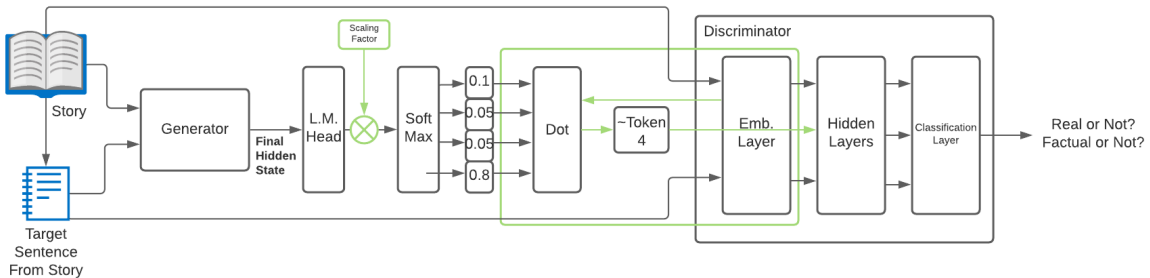 Story
Target
Sentence
From Story
Generator
Final
Hidden
State
L.M.
Head
Scaling
Factor
Soft
Max
0.1
0.05
0.05
0.8
Dot
~Token
4
Discriminator
Emb.
Layer
Hidden
Layers
Classification
Layer
Real or Not?
Factual or Not?